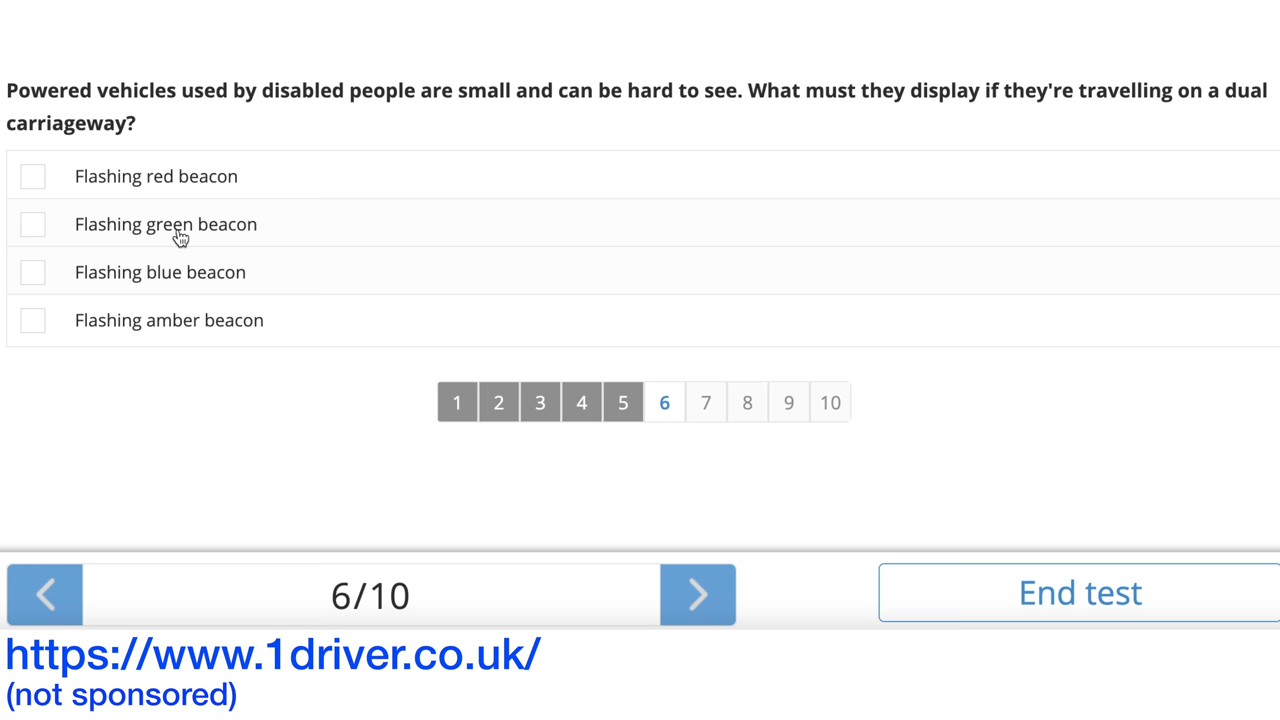 Powered vehicles used by disabled people are small and can be hard to see. What must they display if they're travelling on a dual
carriageway?
Flashing red beacon
Flashing green beacon
Flashing blue beacon
Flashing amber beacon
1 2 3 4 5 6 7 8 9 10
6/10
End test
https://www.1driver.co.uk/
(not sponsored)